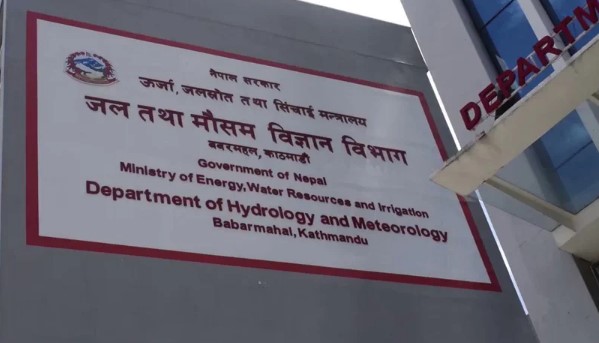 नेपाल सरकार
ऊर्जा, जलस्रोत तथा सिंचाई मन्त्रालय
जल तथा मौसम विज्ञान विभाग
बबरमहल, काठमाडौं
Government of Nepal
Ministry of Energy, Water Resources and Irrigation
Department of Hydrology and Meteorology
Babarmahal, Kathmandu
DEPARTM